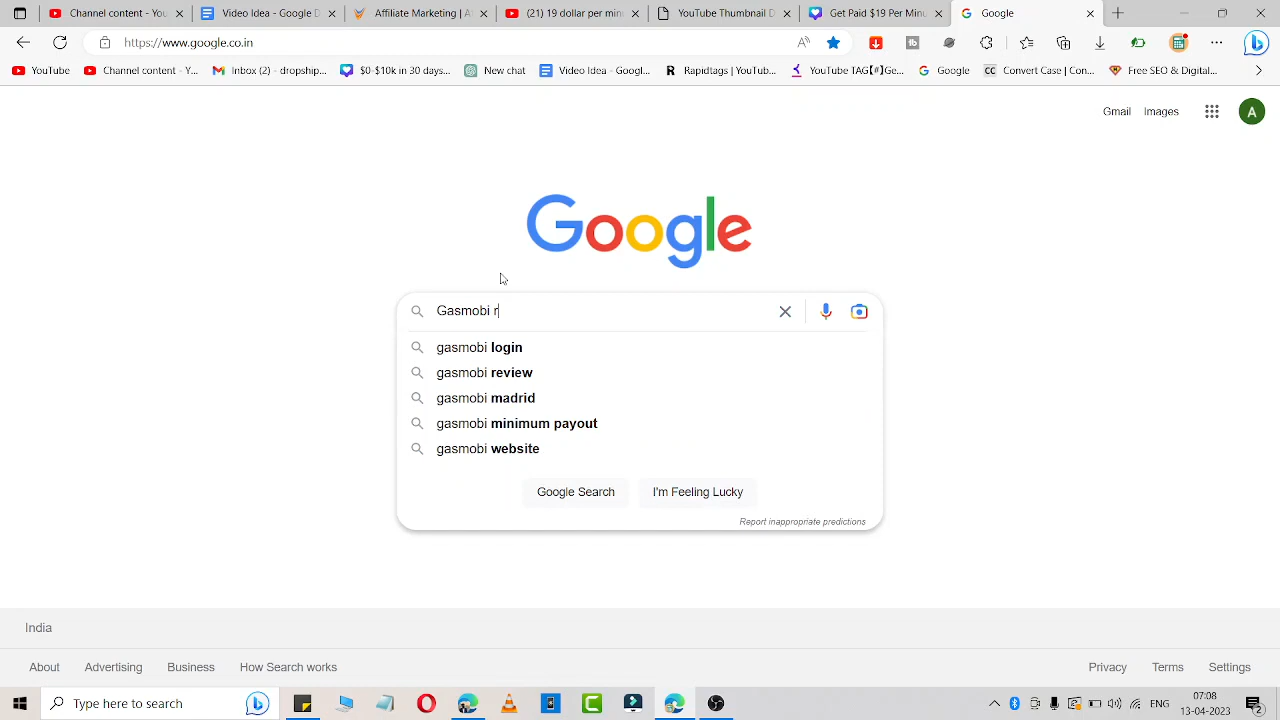 Channel content - You
Video Ideas - Google D
Affiliate Marketing | A
(21) 19 dollar per min
YouTube Thumbnail D
Get Paid $19 Per Minu
Google
https://www.google.co.in
YouTube
Channel content - Y...
Inbox (2) - tropship...
$0-$10k in 30 days...
New chat
Video Idea - Googl...
Rapidtags | YouTub...
YouTube TAG【#】Ge...
Google
Convert Case | Con...
Free SEO & Digital...
Gmail
Images
A
Google
Gasmobi r
gasmobi login
gasmobi review
gasmobi madrid
gasmobi minimum payout
gasmobi website
Google Search
I'm Feeling Lucky
Report inappropriate predictions
India
About
Advertising
Business
How Search works
Privacy
Terms
Settings
Type here to search
ENG
07:08
13-04-2023
2